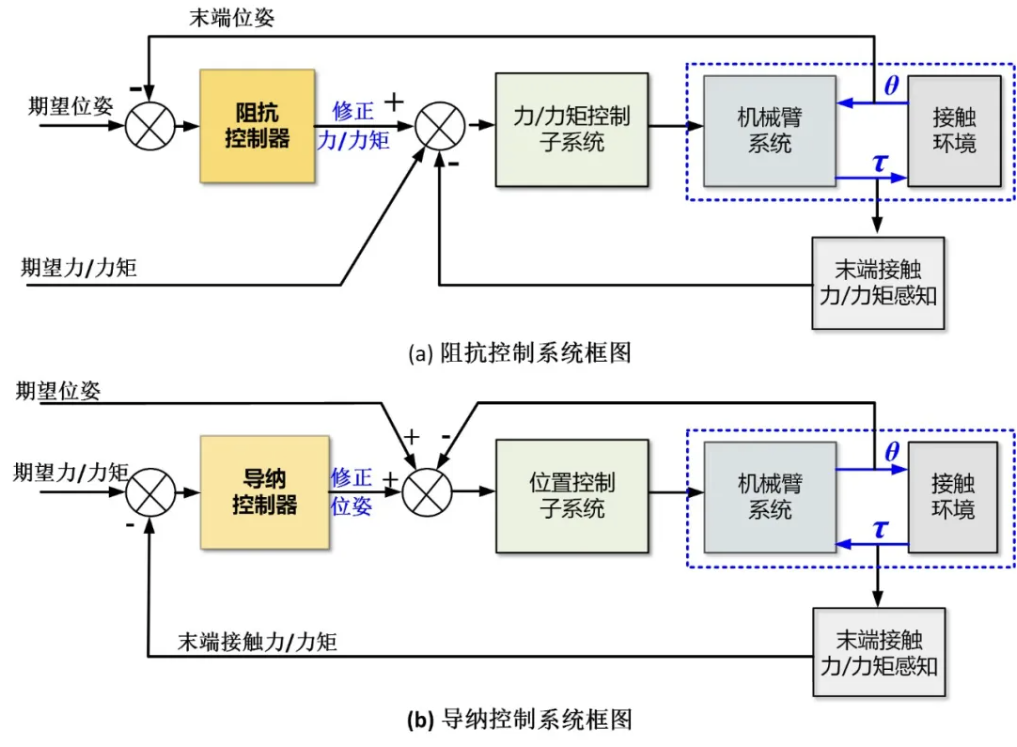 末端位姿
期望位姿
-
阻抗
控制器
修正
力/力矩
+
-
力/力矩控制
子系统
机械臂
系统
θ
τ
接触
环境
期望力/力矩
末端接触
力/力矩感知
(a) 阻抗控制系统框图
期望位姿
+
-
期望力/力矩
-
导纳
控制器
修正
位姿
+
位置控制
子系统
机械臂
系统
θ
τ
接触
环境
末端接触力/力矩
末端接触
力/力矩感知
(b) 导纳控制系统框图